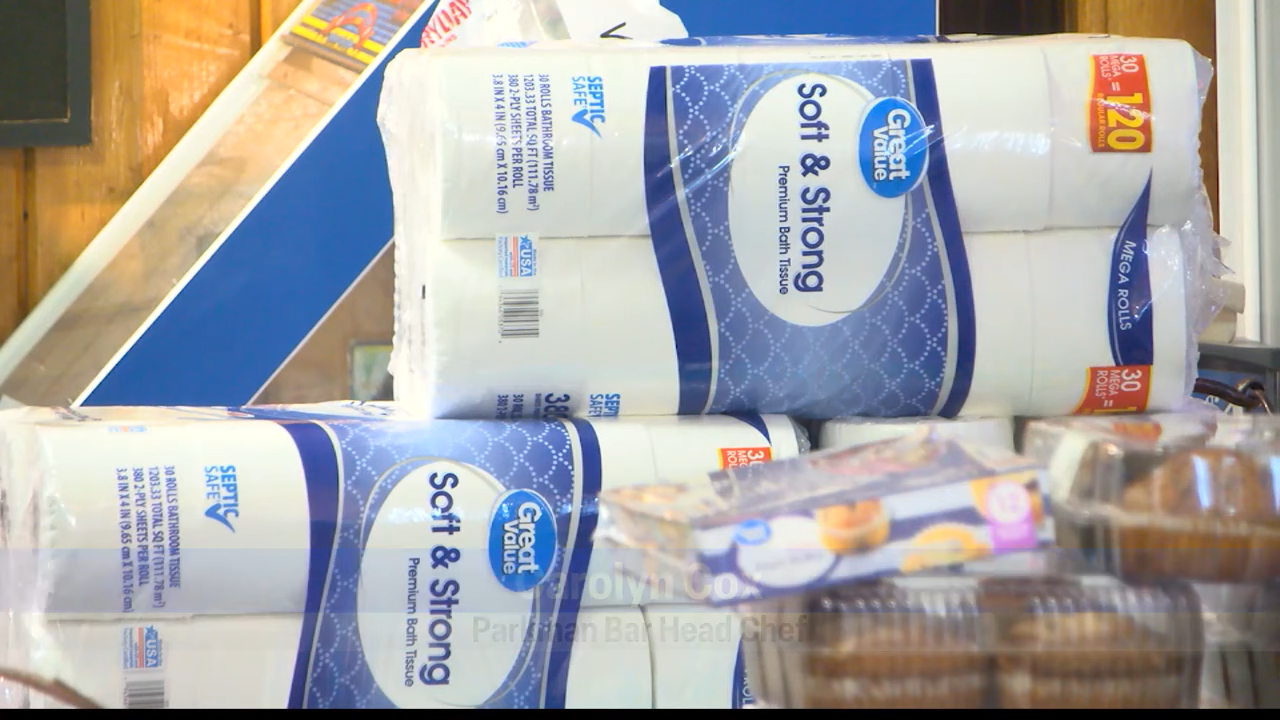 30 ROLLS BATHROOM TISSUE
1203.33 TOTAL SQ FT (111.78 m²)
380 2-PLY SHEETS PER ROLL
3.8 IN X 4 IN (9.65 cm X 10.16 cm)
SEPTIC
SAFE
USA
Great
Value
Soft & Strong
Premium Bath Tissue
30
MEGA
ROLLS =
120
REGULAR ROLLS
MEGA ROLLS
30
MEGA
ROLLS =
30 ROLLS BATHROOM TISSUE
1203.33 TOTAL SQ FT (111.78 m²)
380 2-PLY SHEETS PER ROLL
3.8 IN X 4 IN (9.65 cm X 10.16 cm)
SEPTIC
SAFE
USA
Great
Value
Soft & Strong
Premium Bath Tissue
Carolyn Cox
Parkman Bar Head Chef